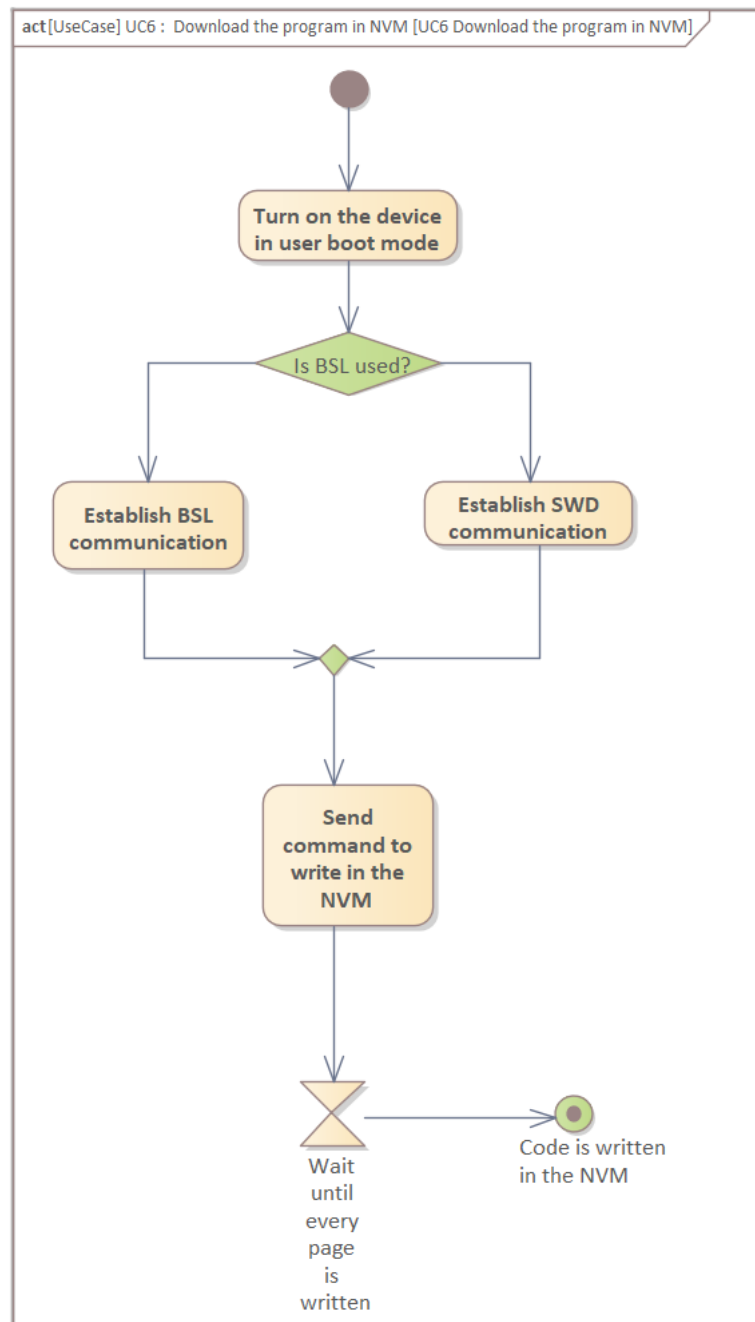 act [UseCase] UC6 : Download the program in NVM [UC6 Download the program in NVM]
Turn on the device
in user boot mode
Is BSL used?
Establish BSL
communication
Establish SWD
communication
Send
command to
write in the
NVM
Wait
until
every
page
is
written
Code is written
in the NVM